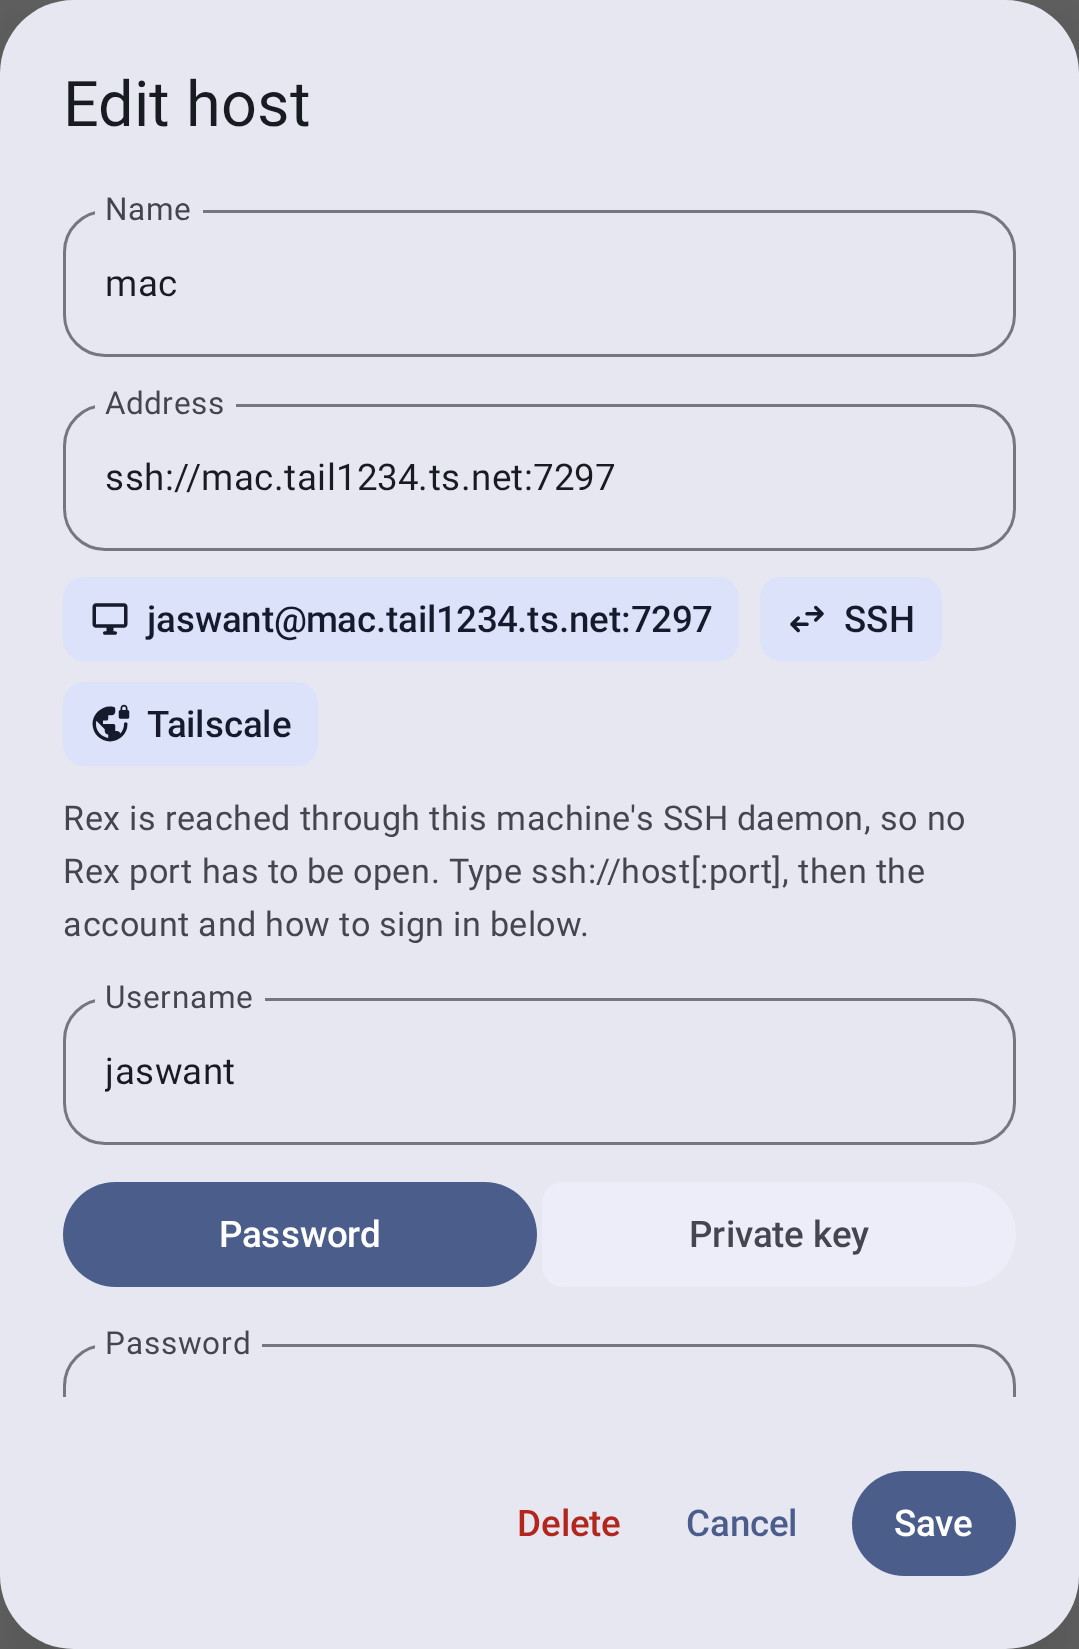 Edit host
Name
mac
Address
ssh://mac.tail1234.ts.net:7297
jaswant@mac.tail1234.ts.net:7297
SSH
Tailscale
Rex is reached through this machine's SSH daemon, so no
Rex port has to be open. Type ssh://host[:port], then the
account and how to sign in below.
Username
jaswant
Password
Private key
Password
Delete
Cancel
Save